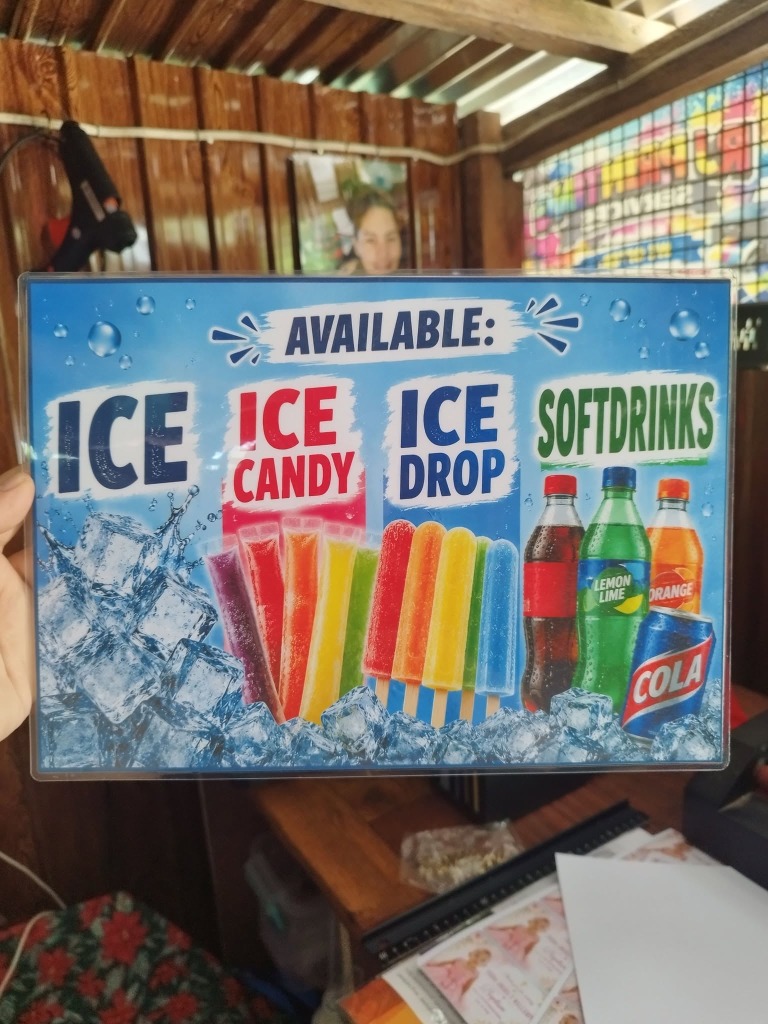 AVAILABLE:
ICE
ICE
CANDY
ICE
DROP
SOFTDRINKS
LEMON
LIME
ORANGE
COLA